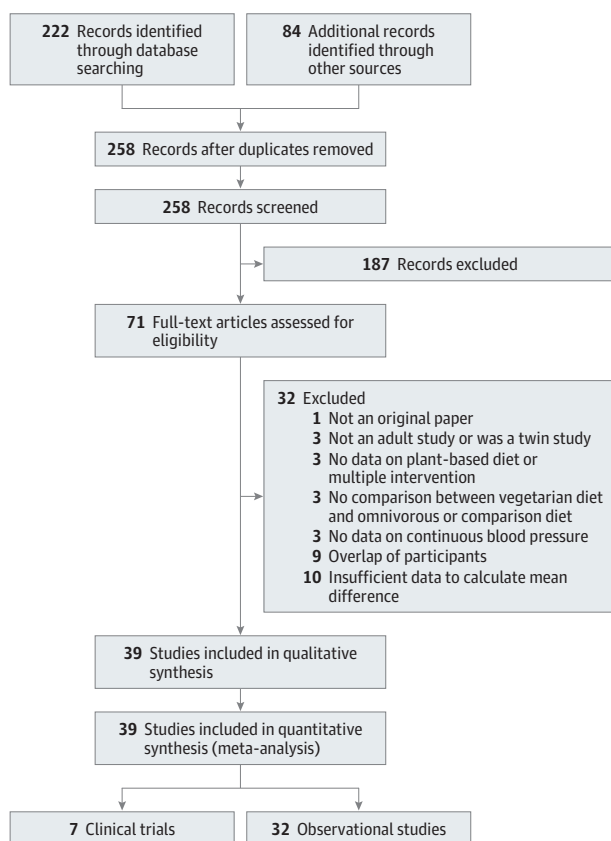 222 Records identified
through database
searching
84 Additional records
identified through
other sources
258 Records after duplicates removed
258 Records screened
187 Records excluded
71 Full-text articles assessed for
eligibility
32 Excluded
1 Not an original paper
3 Not an adult study or was a twin study
3 No data on plant-based diet or
multiple intervention
3 No comparison between vegetarian diet
and omnivorous or comparison diet
3 No data on continuous blood pressure
9 Overlap of participants
10 Insufficient data to calculate mean
difference
39 Studies included in qualitative
synthesis
39 Studies included in quantitative
synthesis (meta-analysis)
7 Clinical trials
32 Observational studies